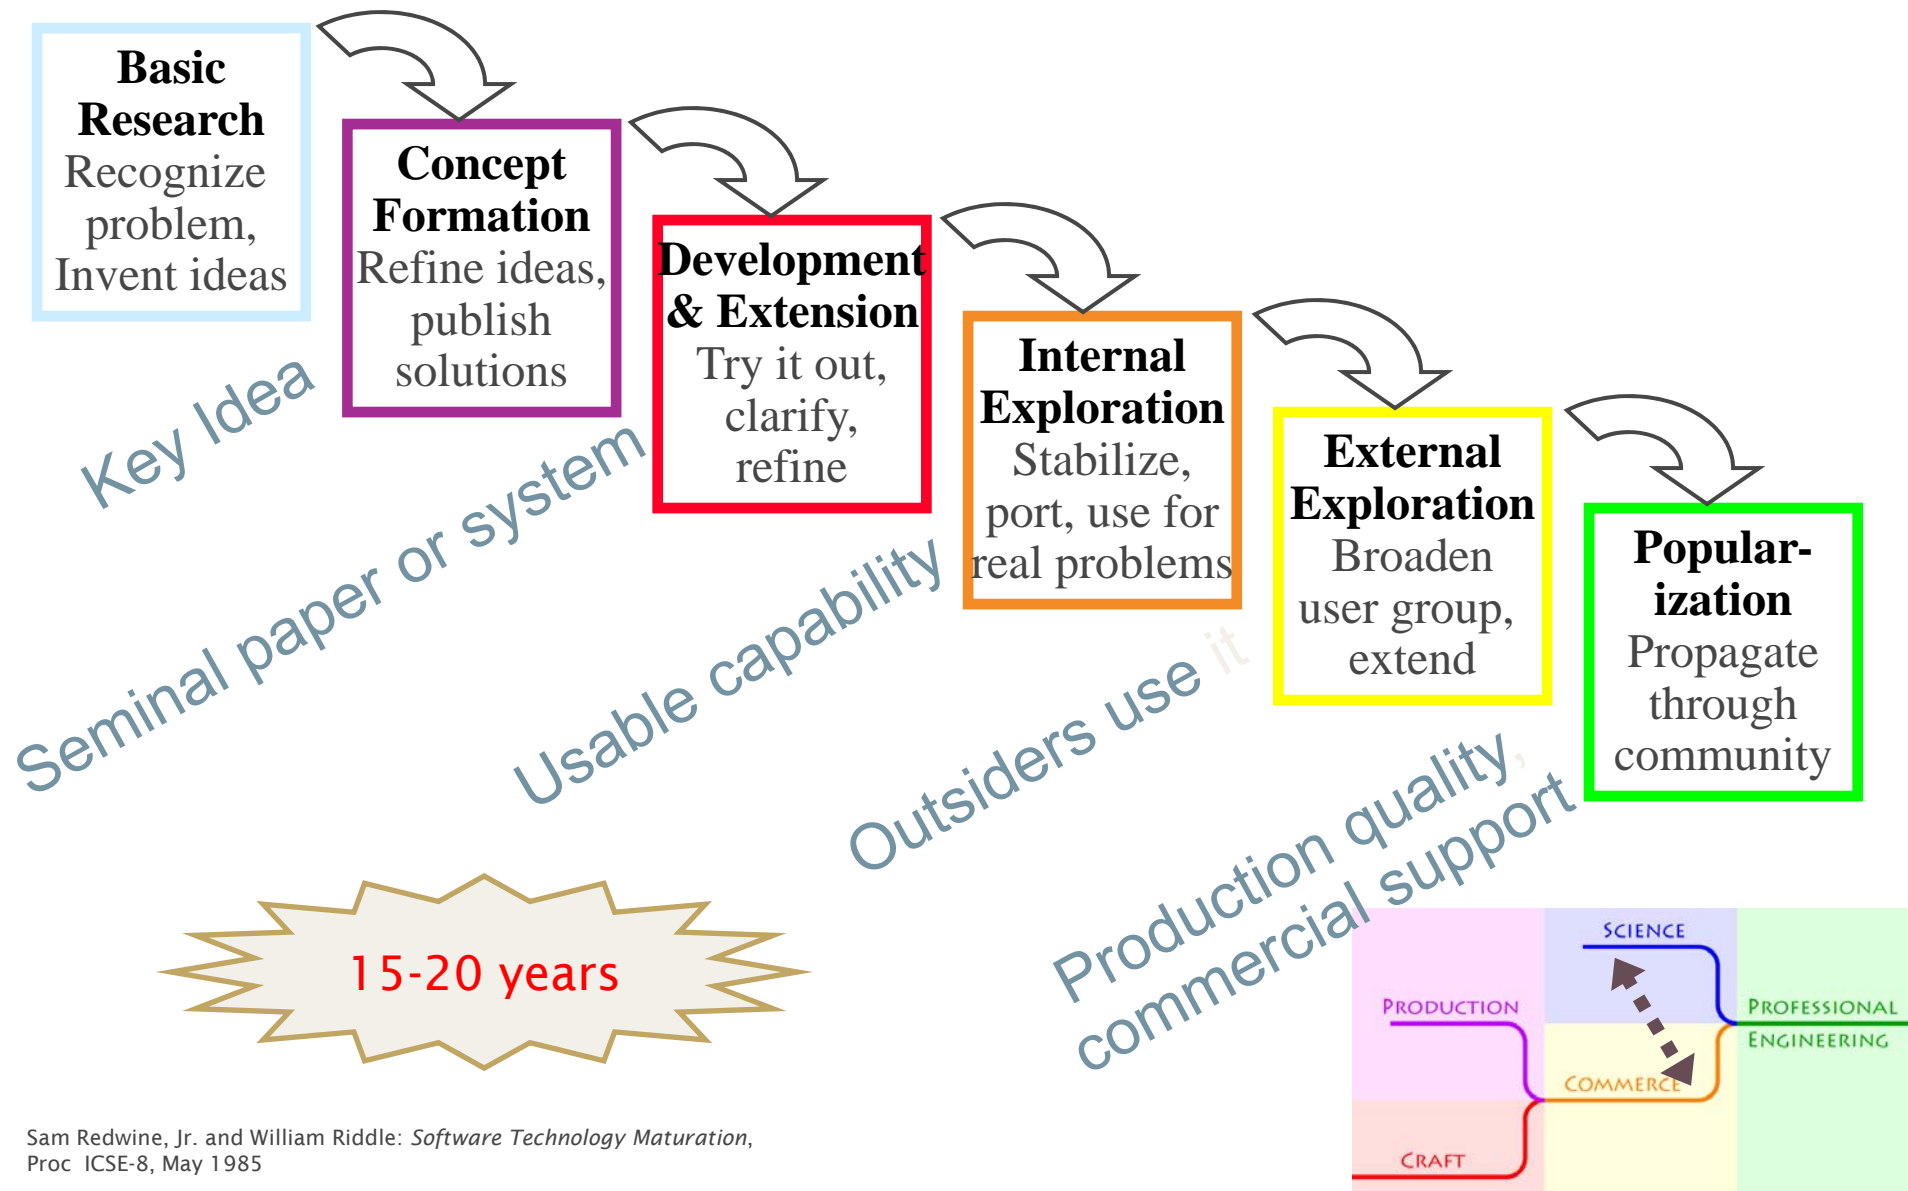 Basic
Research
Recognize
problem,
Invent ideas
Concept
Formation
Refine ideas,
publish
solutions
Development
& Extension
Try it out,
clarify,
refine
Internal
Exploration
Stabilize,
port, use for
real problems
External
Exploration
Broaden
user group,
extend
Popular-
ization
Propagate
through
community
Key Idea
Seminal paper or system
Usable capability
Outsiders use it
Production quality,
commercial support
15-20 years
SCIENCE
PRODUCTION
PROFESSIONAL
ENGINEERING
COMMERCE
CRAFT
Sam Redwine, Jr. and William Riddle: Software Technology Maturation,
Proc ICSE-8, May 1985